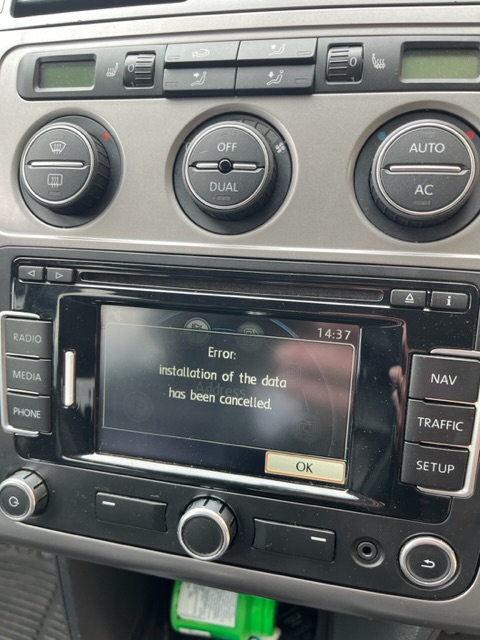 OFF
DUAL
AUTO
AC
i
RADIO
MEDIA
PHONE
14:37
Error:
installation of the data
has been cancelled.
Address
OK
NAV
TRAFFIC
SETUP